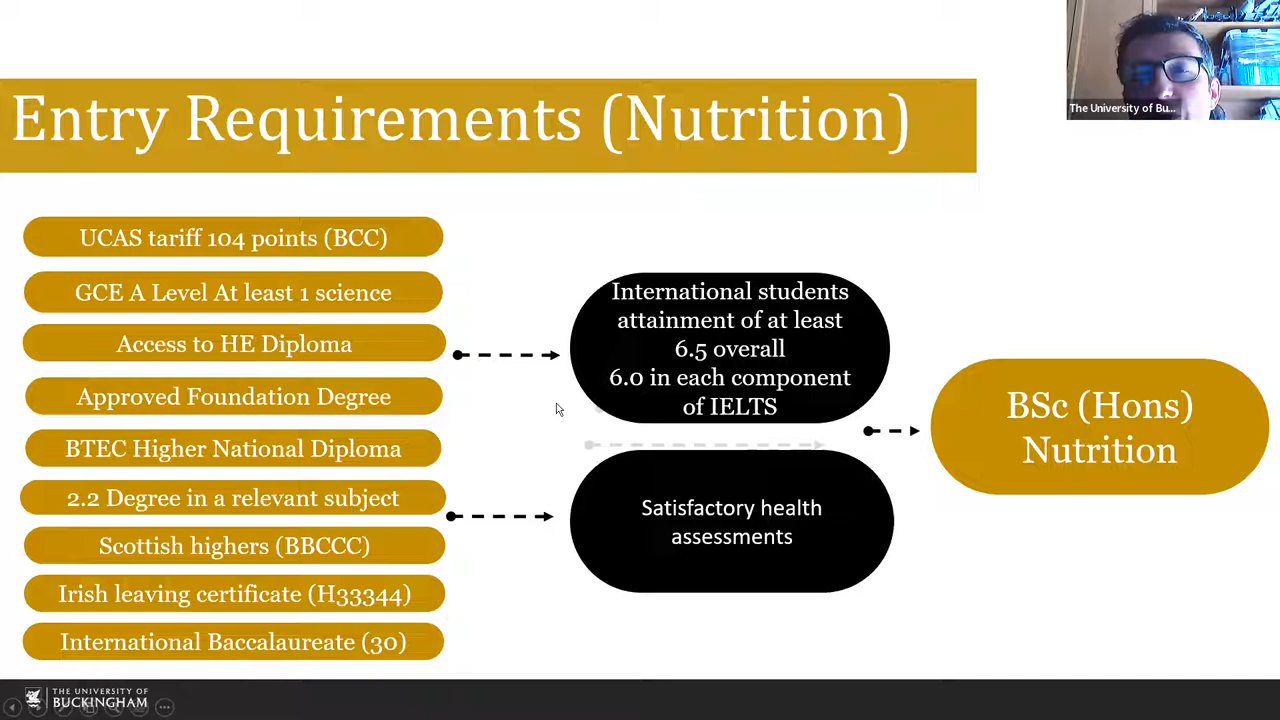 Entry Requirements (Nutrition)
The University of Bu...
UCAS tariff 104 points (BCC)
GCE A Level At least 1 science
Access to HE Diploma
Approved Foundation Degree
BTEC Higher National Diploma
2.2 Degree in a relevant subject
Scottish highers (BBCCC)
Irish leaving certificate (H33344)
International Baccalaureate (30)
International students
attainment of at least
6.5 overall
6.0 in each component
of IELTS
Satisfactory health
assessments
BSc (Hons)
Nutrition
THE UNIVERSITY OF
BUCKINGHAM